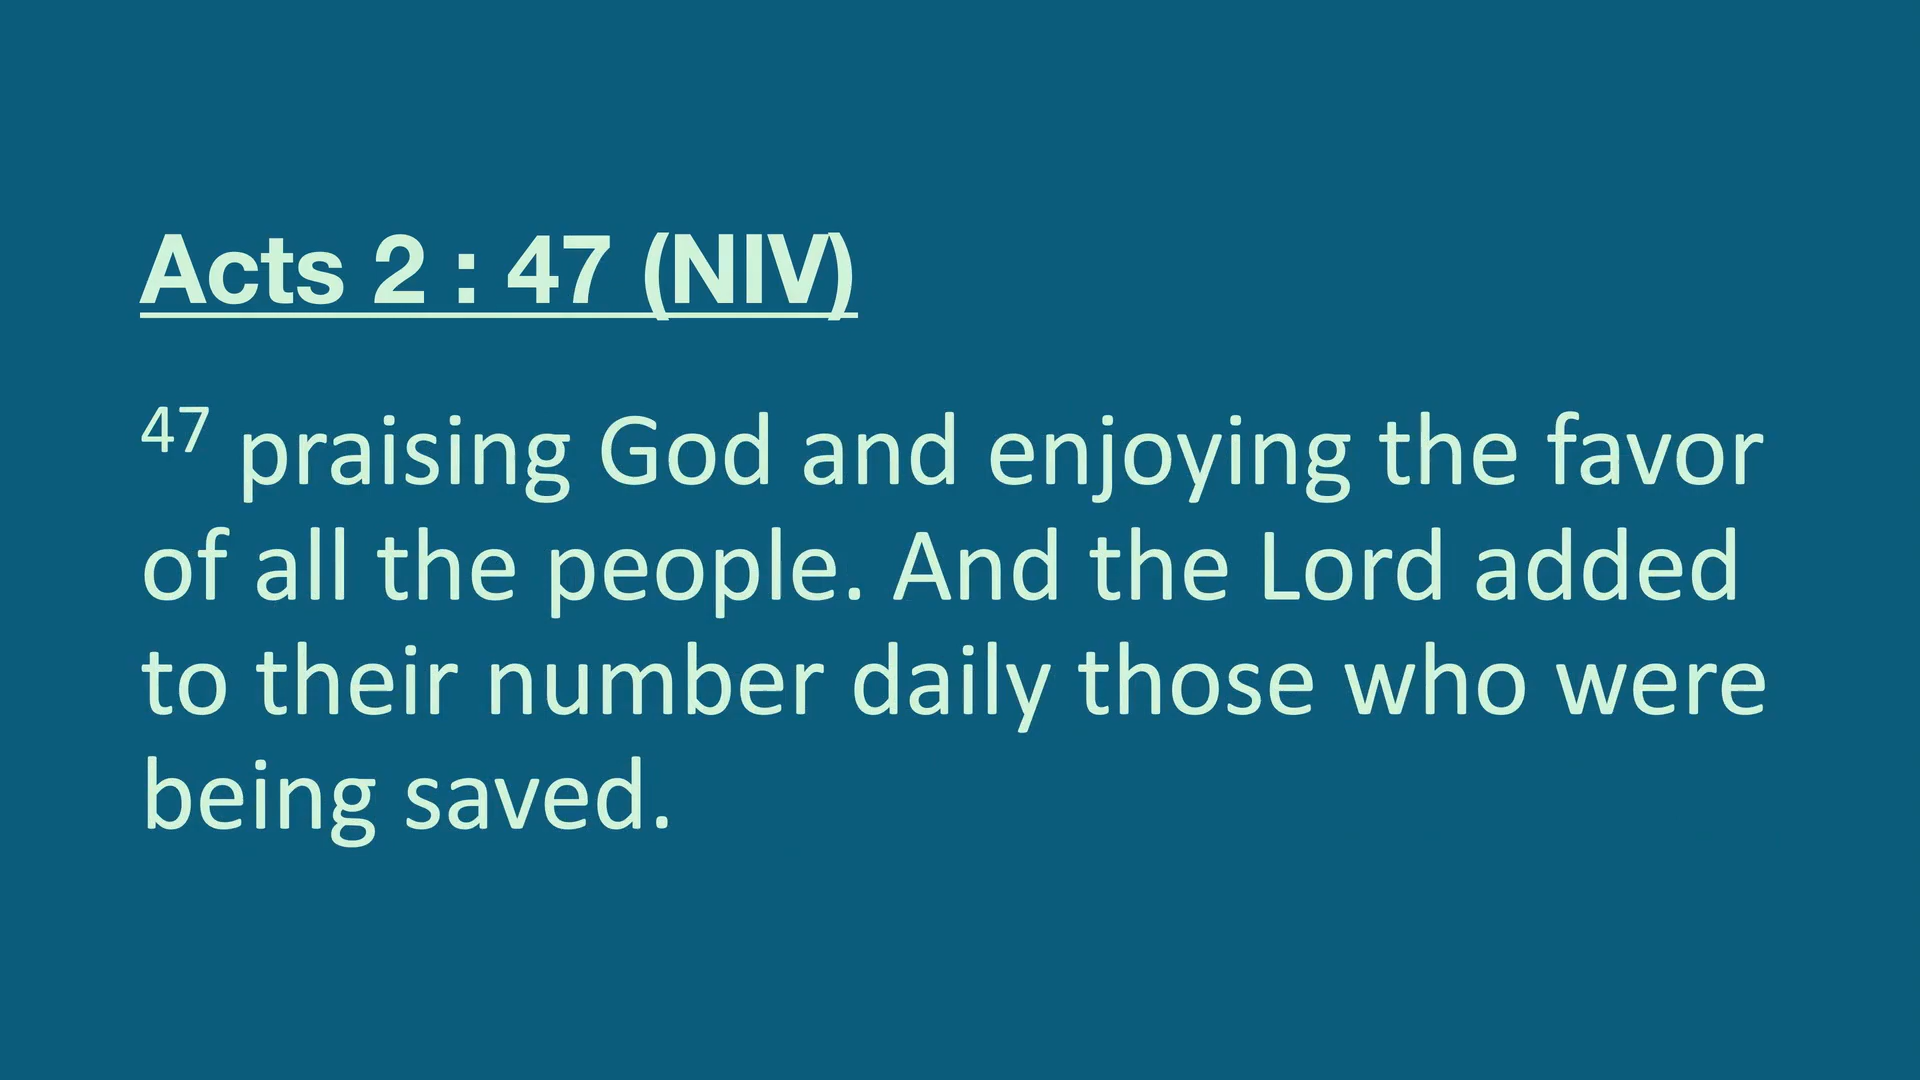 Acts 2 : 47 (NIV)
47 praising God and enjoying the favor
of all the people. And the Lord added
to their number daily those who were
being saved.